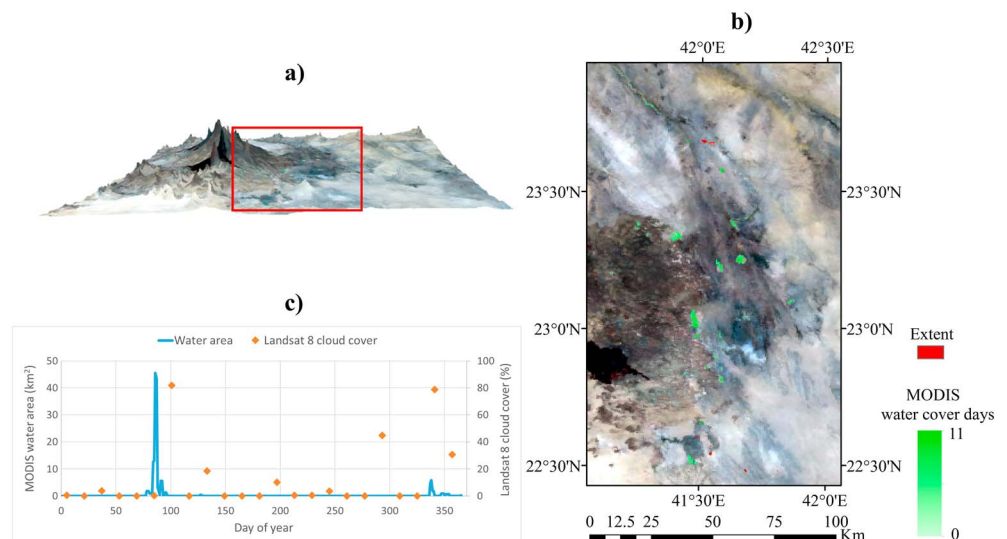 b)
42°0'E 42°30'E
a)
23°30'N 23°30'N
23°0'N 23°0'N
22°30'N 22°30'N
41°30'E 42°0'E
0 12.5 25 50 75 100
Km
Extent
MODIS
water cover days
11
0
c)
Water area Landsat 8 cloud cover
MODIS water area (km²)
50
40
30
20
10
0
100
80
60
40
20
0
Landsat 8 cloud cover (%)
0 50 100 150 200 250 300 350
Day of year